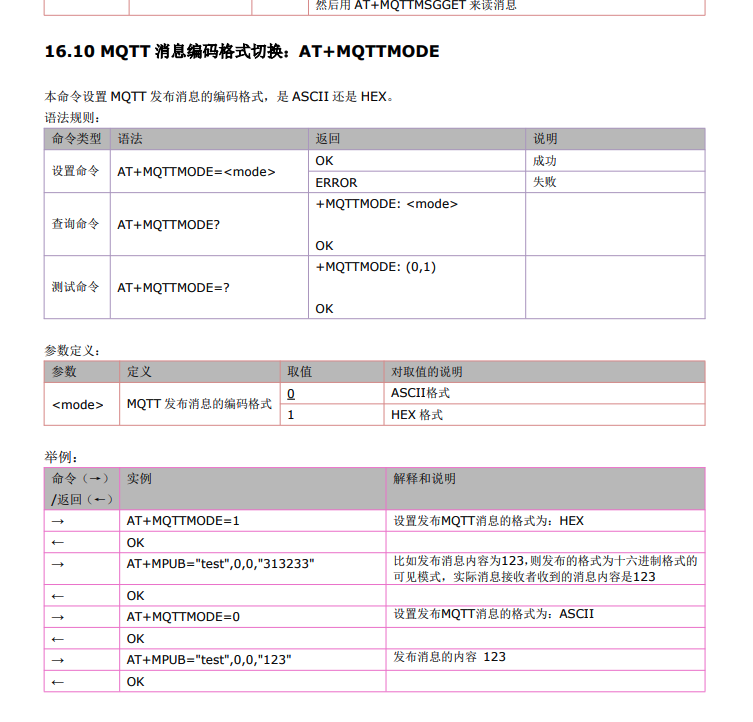 然后用 AT+MQTTMSGGET 来读消息
16.10 MQTT 消息编码格式切换：AT+MQTTMODE
本命令设置 MQTT 发布消息的编码格式，是 ASCII 还是 HEX。
语法规则：
命令类型 语法 返回 说明
设置命令 AT+MQTTMODE=<mode> OK 成功
ERROR 失败
查询命令 AT+MQTTMODE? +MQTTMODE: <mode>
OK
测试命令 AT+MQTTMODE=? +MQTTMODE: (0,1)
OK
参数定义：
参数 定义 取值 对取值的说明
<mode> MQTT 发布消息的编码格式 0 ASCII格式
1 HEX 格式
举例：
命令（→） 实例 解释和说明
/返回（←）
→ AT+MQTTMODE=1 设置发布MQTT消息的格式为：HEX
← OK
→ AT+MPUB="test",0,0,"313233" 比如发布消息内容为123,则发布的格式为十六进制格式的
可见模式，实际消息接收者收到的消息内容是123
← OK
→ AT+MQTTMODE=0 设置发布MQTT消息的格式为：ASCII
← OK
→ AT+MPUB="test",0,0,"123" 发布消息的内容 123
← OK